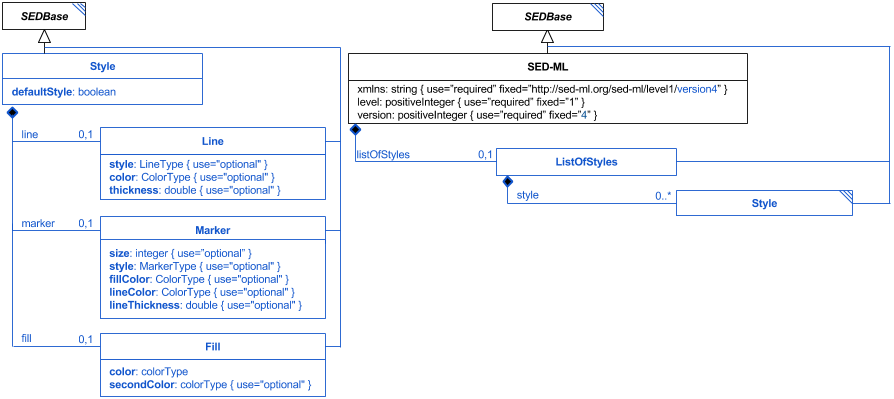 SEDBase
Style
defaultStyle: boolean
line 0,1
Line
style: LineType { use="optional" }
color: ColorType { use="optional" }
thickness: double { use="optional" }
marker 0,1
Marker
size: integer { use="optional" }
style: MarkerType { use="optional" }
fillColor: ColorType { use="optional" }
lineColor: ColorType { use="optional" }
lineThickness: double { use="optional" }
fill 0,1
Fill
color: colorType
secondColor: colorType { use="optional" }
SEDBase
SED-ML
xmlns: string { use="required" fixed="http://sed-ml.org/sed-ml/level1/version4" }
level: positiveInteger { use="required" fixed="1" }
version: positiveInteger { use="required" fixed="4" }
listOfStyles 0,1
ListOfStyles
style 0..*
Style